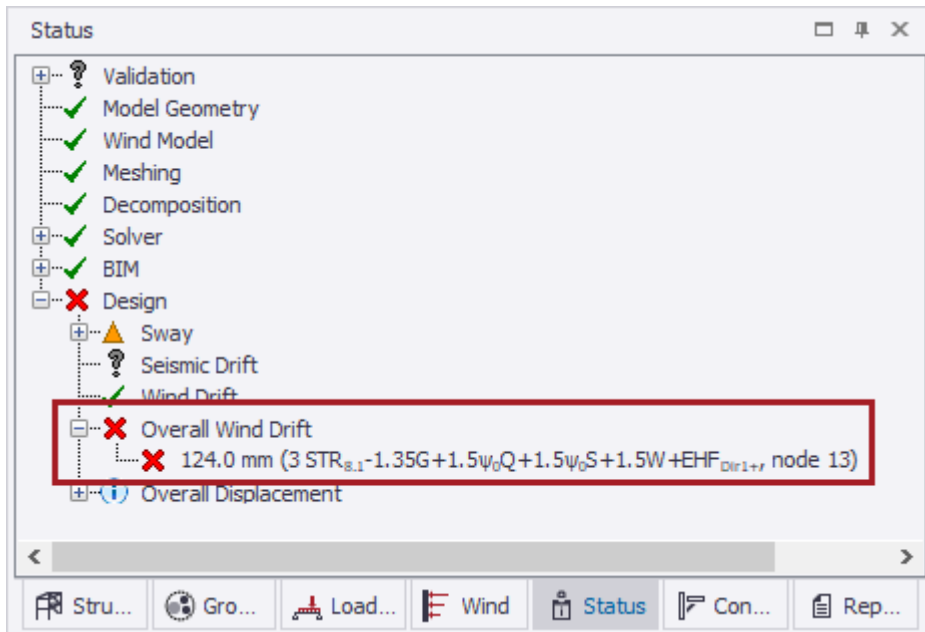 Status
Validation
Model Geometry
Wind Model
Meshing
Decomposition
Solver
BIM
Design
Sway
Seismic Drift
Wind Drift
Overall Wind Drift
124.0 mm (3 STR₈.₁-1.35G+1.5ψ₀Q+1.5ψ₀S+1.5W+EHF_Dir1+, node 13)
Overall Displacement
Stru... Gro... Load... Wind Status Con... Rep...